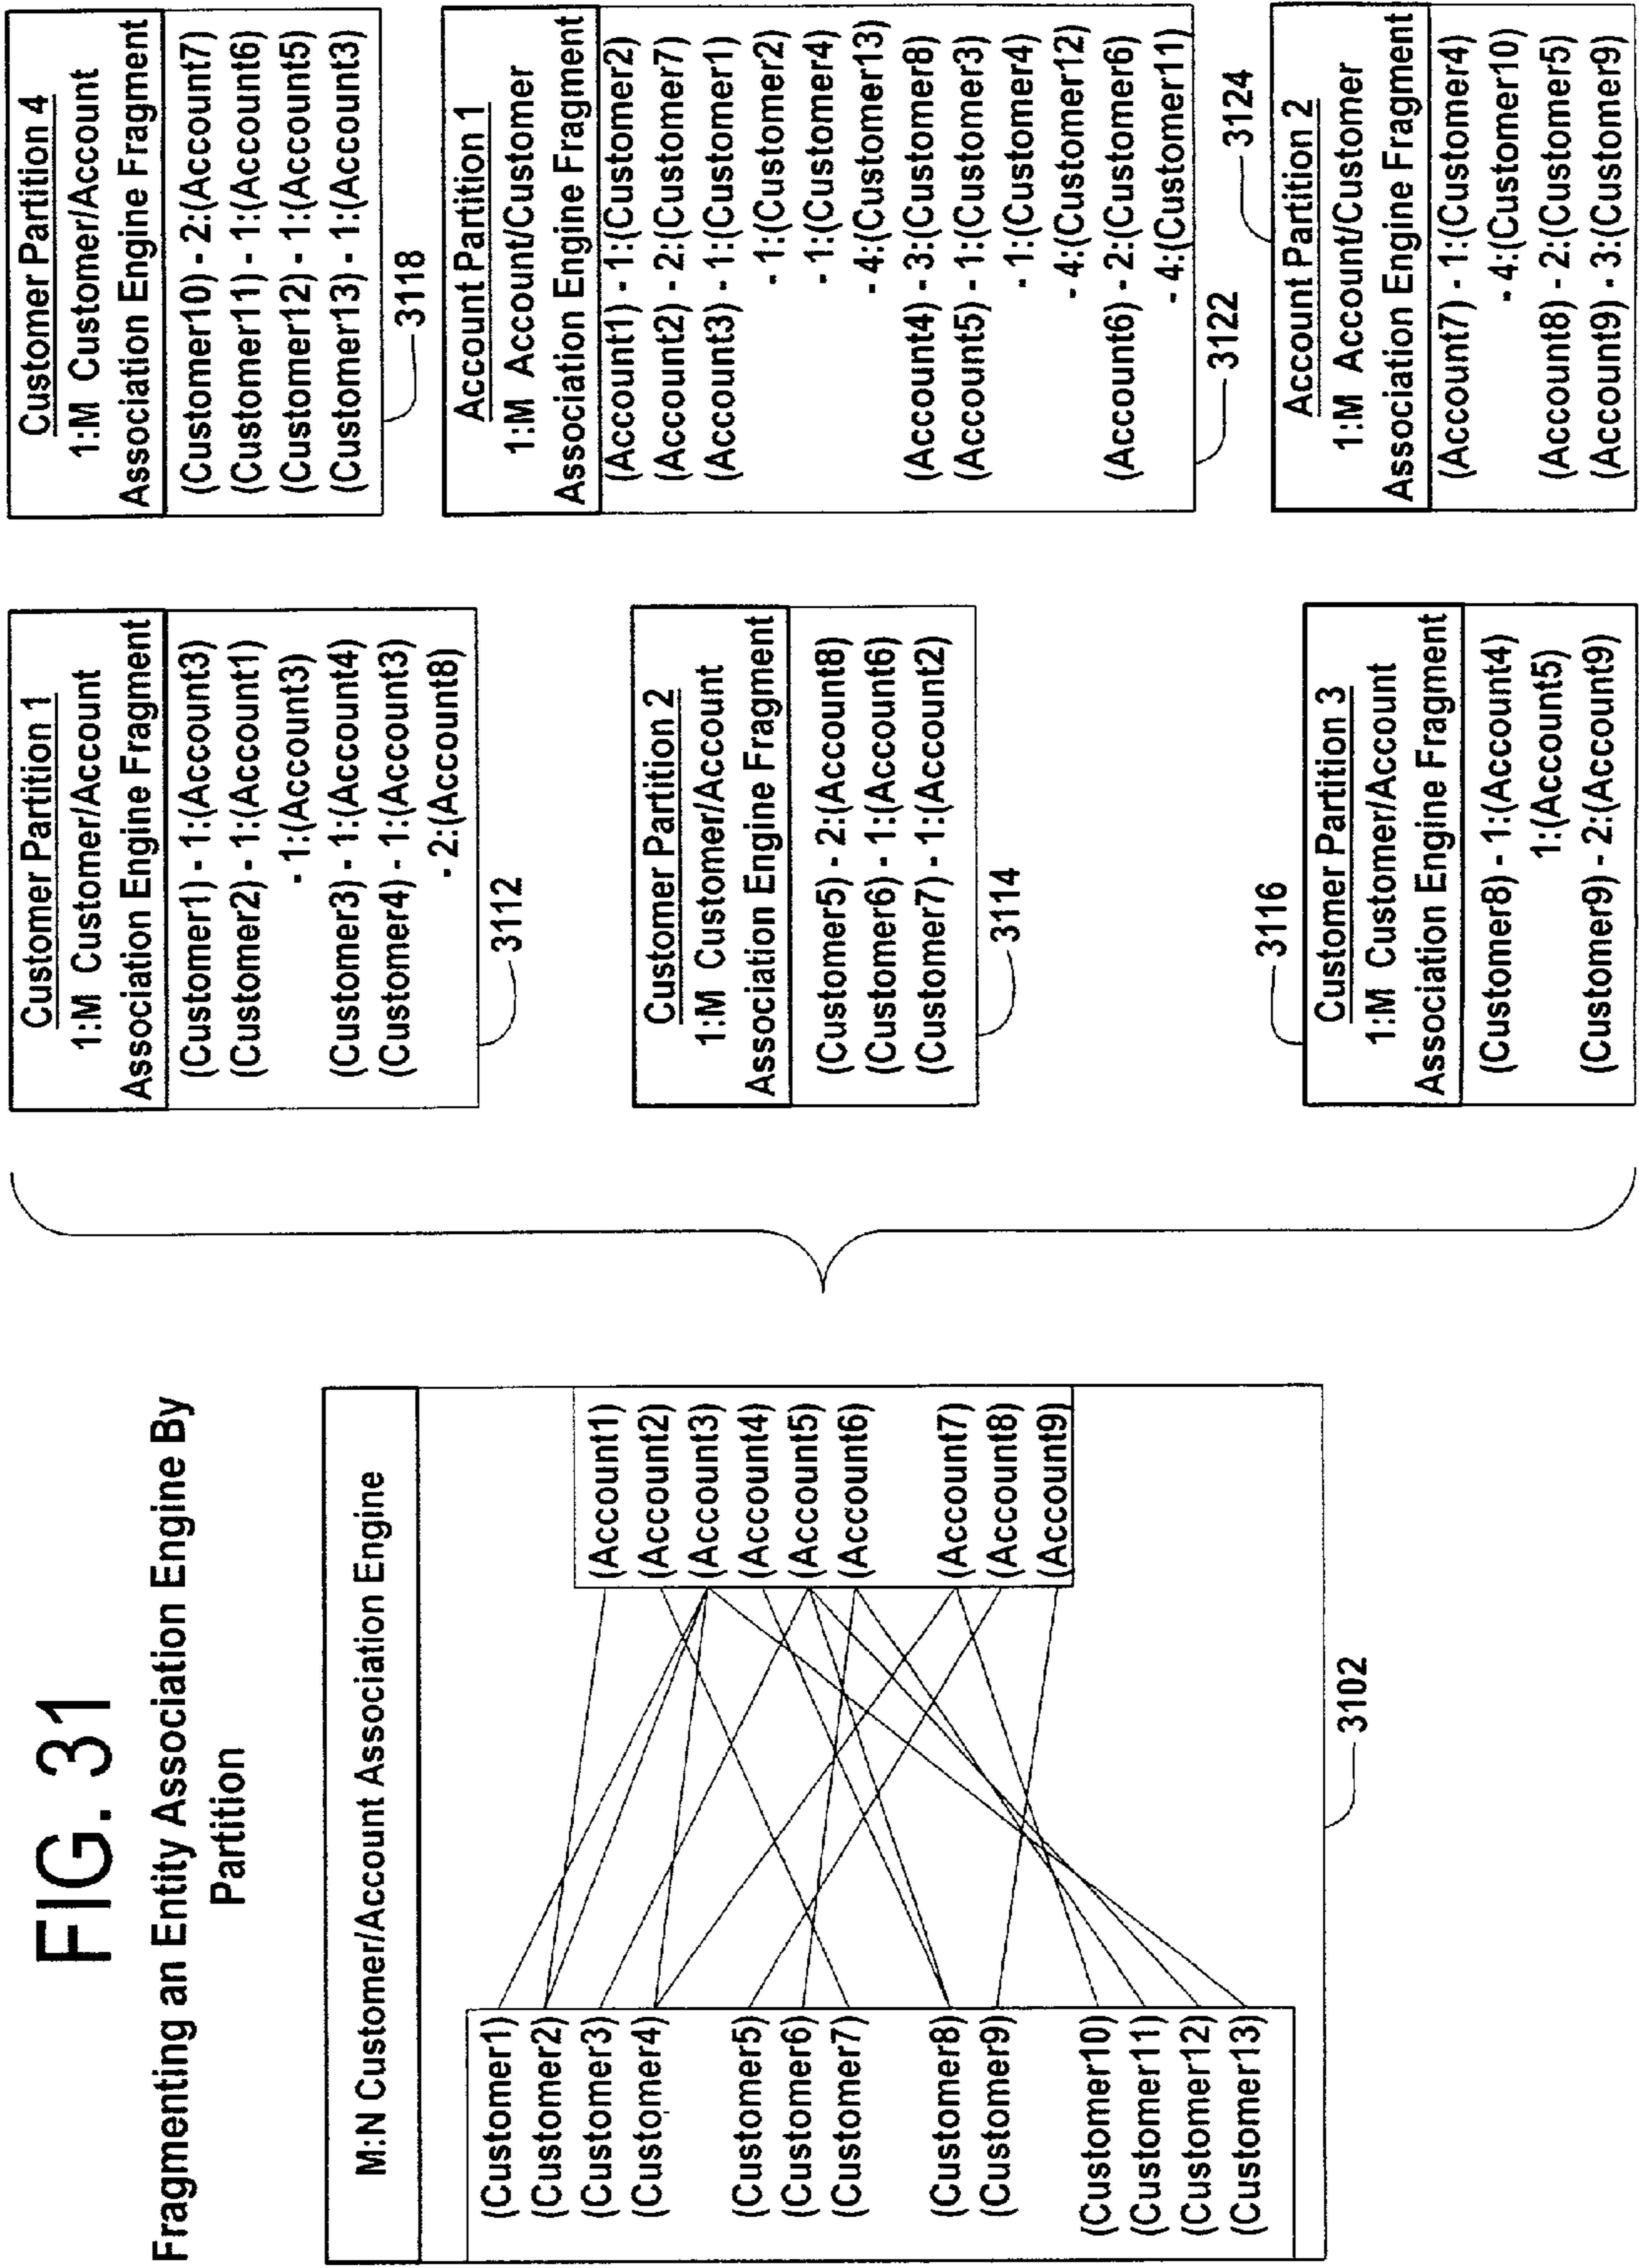 FIG. 31
Fragmenting an Entity Association Engine By
Partition
M:N Customer/Account Association Engine
(Customer1)
(Customer2)
(Customer3)
(Customer4)
(Customer5)
(Customer6)
(Customer7)
(Customer8)
(Customer9)
(Customer10)
(Customer11)
(Customer12)
(Customer13)
(Account1)
(Account2)
(Account3)
(Account4)
(Account5)
(Account6)
(Account7)
(Account8)
(Account9)
3102
Customer Partition 1
1:M Customer/Account
Association Engine Fragment
(Customer1) - 1:(Account3)
(Customer2) - 1:(Account1)
- 1:(Account3)
(Customer3) - 1:(Account4)
(Customer4) - 1:(Account3)
- 2:(Account8)
3112
Customer Partition 2
1:M Customer/Account
Association Engine Fragment
(Customer5) - 2:(Account8)
(Customer6) - 1:(Account6)
(Customer7) - 1:(Account2)
3114
3116
Customer Partition 3
1:M Customer/Account
Association Engine Fragment
(Customer8) - 1:(Account4)
1:(Account5)
(Customer9) - 2:(Account9)
Customer Partition 4
1:M Customer/Account
Association Engine Fragment
(Customer10) - 2:(Account7)
(Customer11) - 1:(Account6)
(Customer12) - 1:(Account5)
(Customer13) - 1:(Account3)
3118
Account Partition 1
1:M Account/Customer
Association Engine Fragment
(Account1) - 1:(Customer2)
(Account2) - 2:(Customer7)
(Account3) - 1:(Customer1)
- 1:(Customer2)
- 1:(Customer4)
- 4:(Customer13)
(Account4) - 3:(Customer8)
(Account5) - 1:(Customer3)
- 1:(Customer4)
- 4:(Customer12)
(Account6) - 2:(Customer6)
- 4:(Customer11)
3122
3124
Account Partition 2
1:M Account/Customer
Association Engine Fragment
(Account7) - 1:(Customer4)
- 4:(Customer10)
(Account8) - 2:(Customer5)
(Account9) - 3:(Customer9)